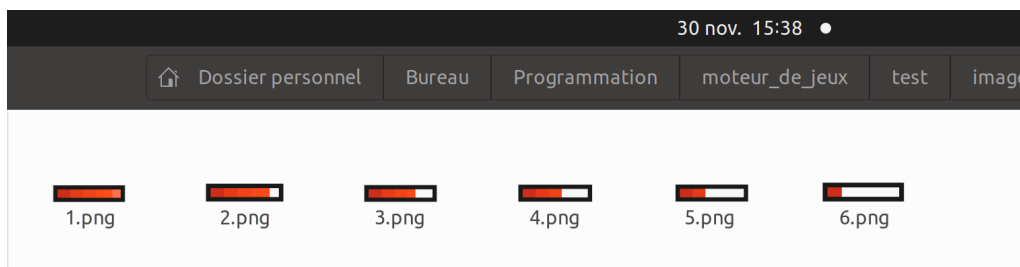 30 nov. 15:38
Dossier personnel Bureau Programmation moteur_de_jeux test imag
1.png 2.png 3.png 4.png 5.png 6.png